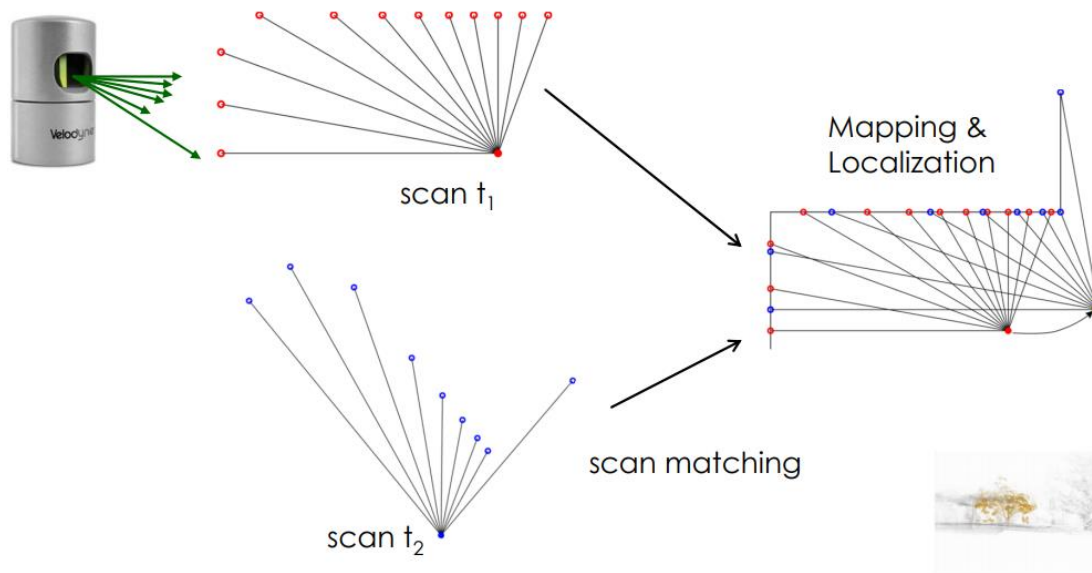 Velodyne
scan t₁
Mapping &
Localization
scan matching
scan t₂